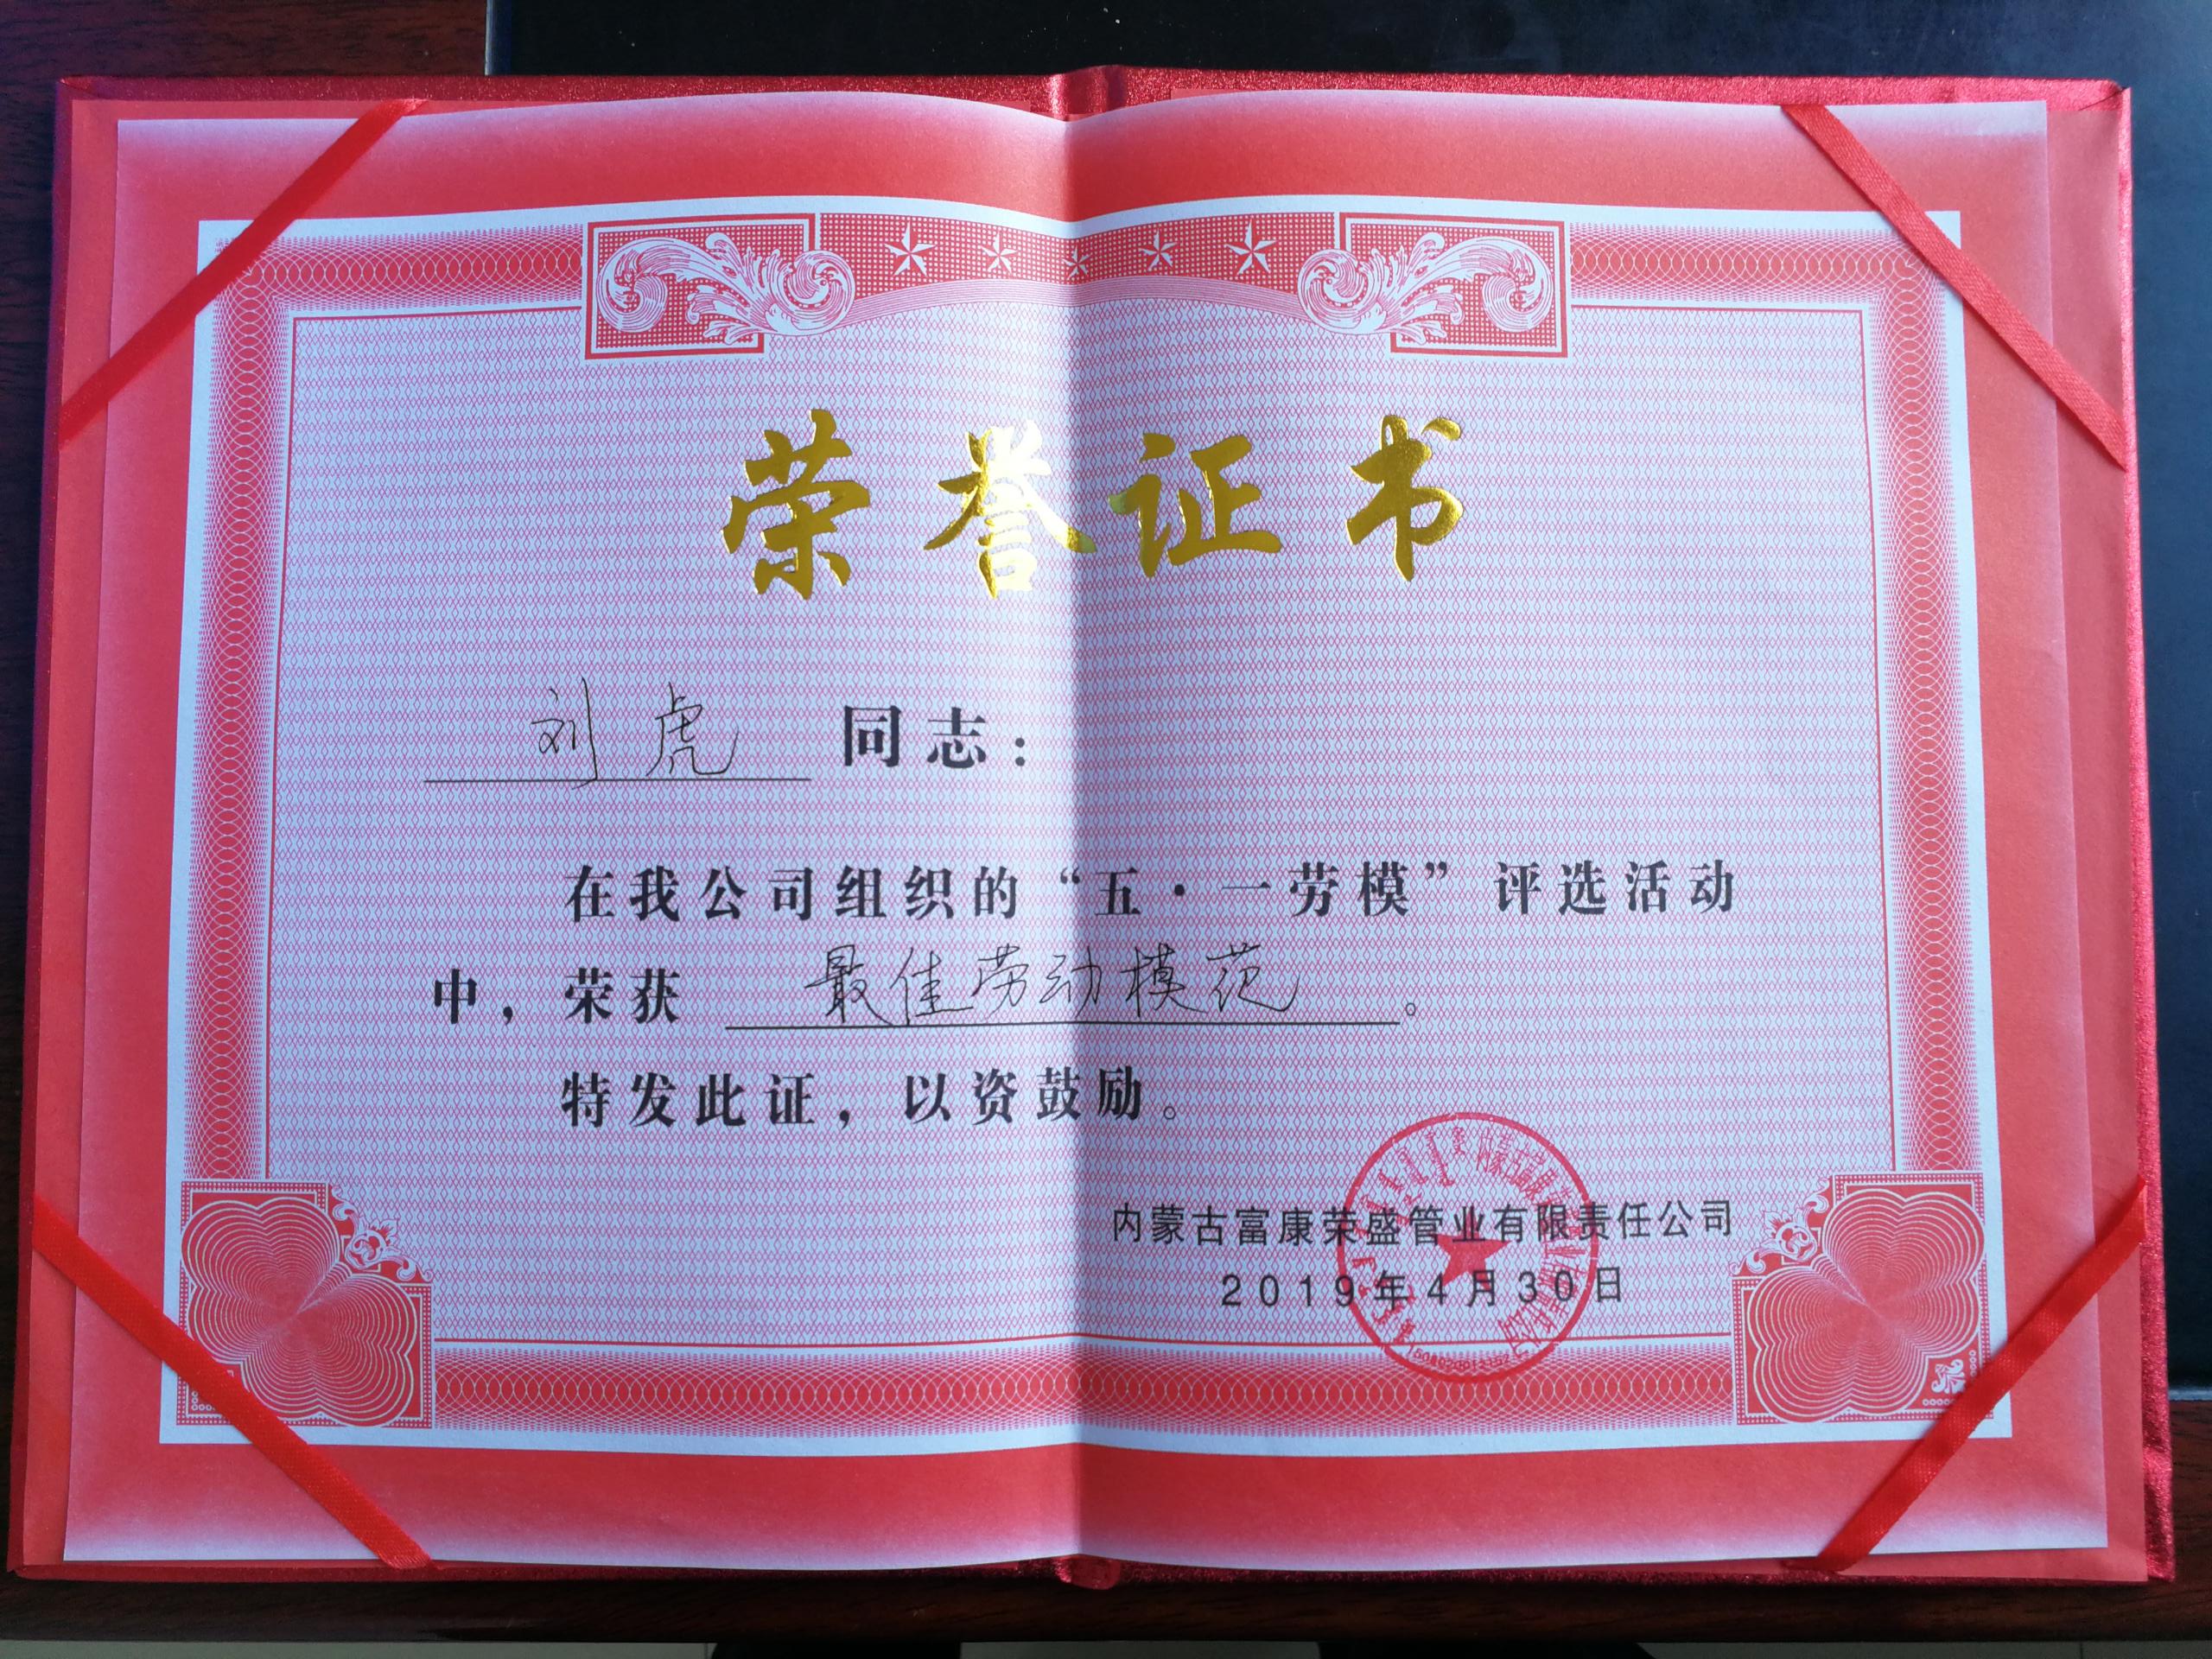 荣誉证书
刘虎 同志：
在我公司组织的“五·一劳模”评选活动
中，荣获 最佳劳动模范。
特发此证，以资鼓励。
内蒙古富康荣盛管业有限责任公司
2019年4月30日